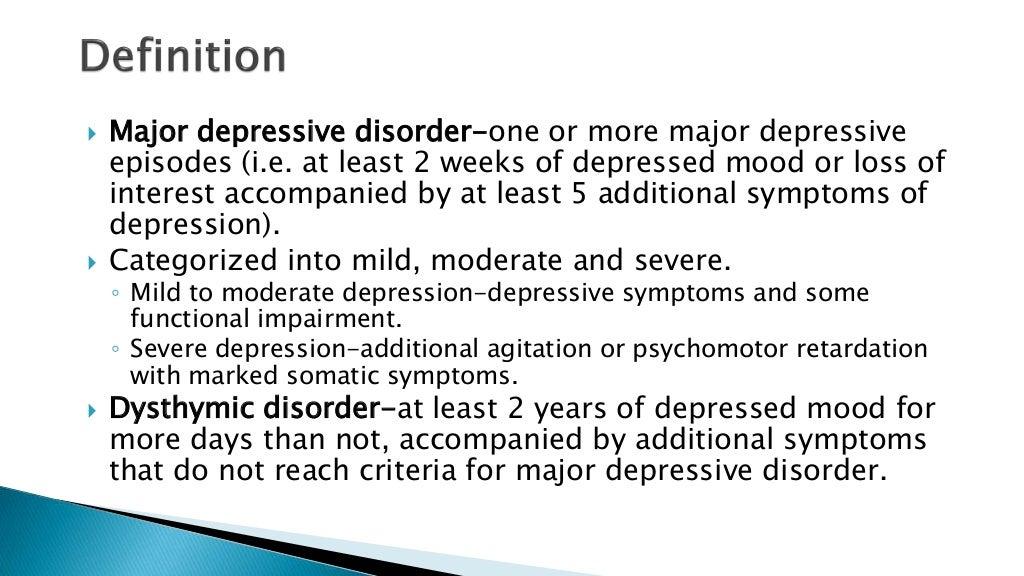 Definition
Major depressive disorder-one or more major depressive
episodes (i.e. at least 2 weeks of depressed mood or loss of
interest accompanied by at least 5 additional symptoms of
depression).
Categorized into mild, moderate and severe.
Mild to moderate depression-depressive symptoms and some
functional impairment.
Severe depression-additional agitation or psychomotor retardation
with marked somatic symptoms.
Dysthymic disorder-at least 2 years of depressed mood for
more days than not, accompanied by additional symptoms
that do not reach criteria for major depressive disorder.